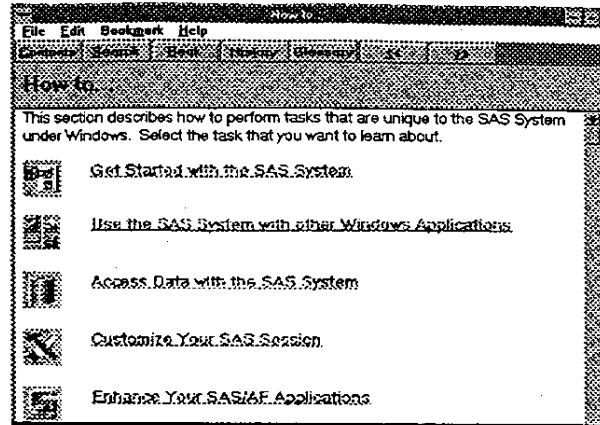 How to
File Edit Bookmark Help
Contents Search Back History Glossary << >>
How to...
This section describes how to perform tasks that are unique to the SAS System
under Windows. Select the task that you want to learn about.
Get Started with the SAS System
Use the SAS System with other Windows Applications
Access Data with the SAS System
Customize Your SAS Session
Enhance Your SAS/AF Applications